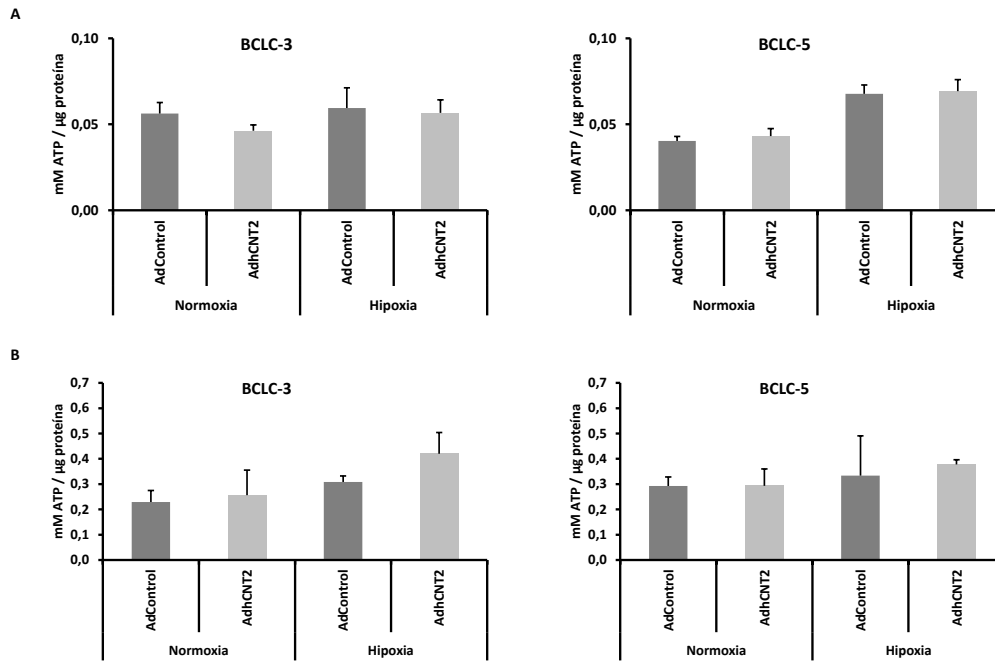 A
BCLC-3
mM ATP / µg proteína
0,10
0,05
0,00
AdControl
AdhCNT2
AdControl
AdhCNT2
Normoxia
Hipoxia
BCLC-5
mM ATP / µg proteína
0,10
0,05
0,00
AdControl
AdhCNT2
AdControl
AdhCNT2
Normoxia
Hipoxia
B
BCLC-3
mM ATP / µg proteína
0,7
0,6
0,5
0,4
0,3
0,2
0,1
0,0
AdControl
AdhCNT2
AdControl
AdhCNT2
Normoxia
Hipoxia
BCLC-5
mM ATP / µg proteína
0,7
0,6
0,5
0,4
0,3
0,2
0,1
0,0
AdControl
AdhCNT2
AdControl
AdhCNT2
Normoxia
Hipoxia